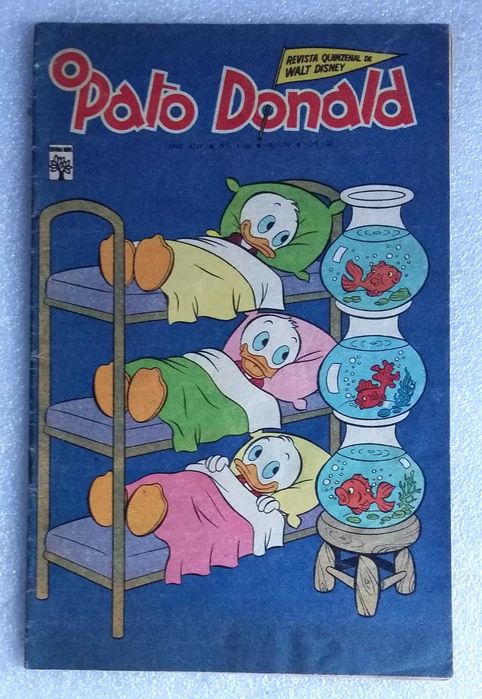 O Pato Donald
REVISTA QUINZENAL DE
WALT DISNEY